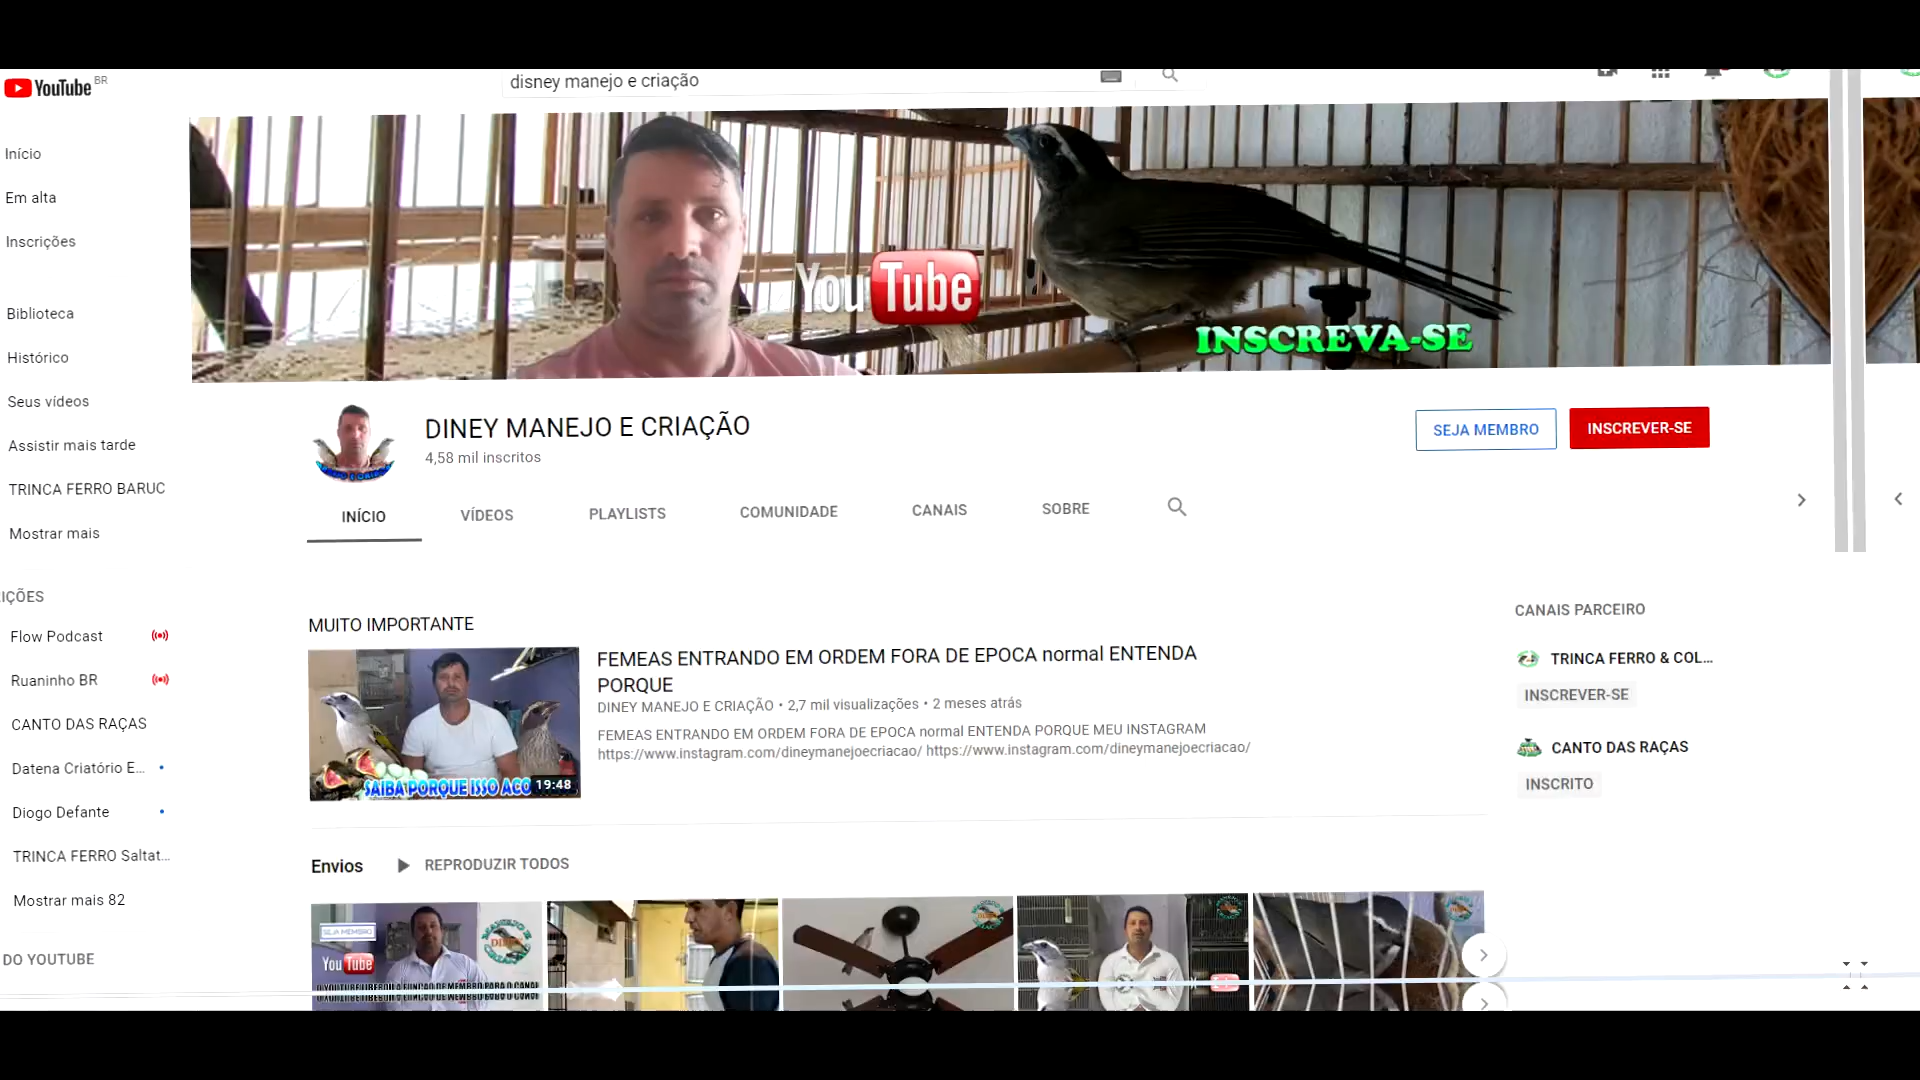 YouTube BR
disney manejo e criação
Início
Em alta
Inscrições
Biblioteca
Histórico
Seus vídeos
Assistir mais tarde
TRINCA FERRO BARUC
Mostrar mais
IÇÕES
Flow Podcast
Ruaninho BR
CANTO DAS RAÇAS
Datena Criatório E...
Diogo Defante
TRINCA FERRO Saltat...
Mostrar mais 82
DO YOUTUBE
YouTube
INSCREVA-SE
DINEY MANEJO E CRIAÇÃO
4,58 mil inscritos
SEJA MEMBRO
INSCREVER-SE
INÍCIO
VÍDEOS
PLAYLISTS
COMUNIDADE
CANAIS
SOBRE
MUITO IMPORTANTE
SAIBA PORQUE ISSO ACO
19:48
FEMEAS ENTRANDO EM ORDEM FORA DE EPOCA normal ENTENDA
PORQUE
DINEY MANEJO E CRIAÇÃO • 2,7 mil visualizações • 2 meses atrás
FEMEAS ENTRANDO EM ORDEM FORA DE EPOCA normal ENTENDA PORQUE MEU INSTAGRAM
https://www.instagram.com/dineymanejoecriacao/ https://www.instagram.com/dineymanejoecriacao/
CANAIS PARCEIRO
TRINCA FERRO & COL...
INSCREVER-SE
CANTO DAS RAÇAS
INSCRITO
Envios
REPRODUZIR TODOS
SEJA MEMBRO
YouTube